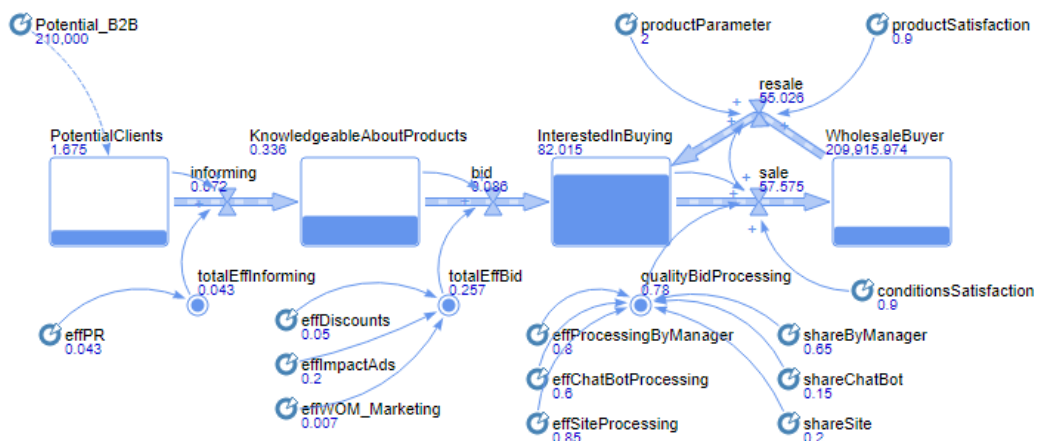 Potential_B2B
210,000
productParameter
2
productSatisfaction
0.9
resale
55.026
PotentialClients
1.675
KnowledgeableAboutProducts
0.336
InterestedInBuying
82.015
WholesaleBuyer
209,915.974
informing
0.072
bid
0.086
sale
57.575
totalEffInforming
0.043
totalEffBid
0.257
qualityBidProcessing
0.78
conditionsSatisfaction
0.9
effPR
0.043
effDiscounts
0.05
effImpactAds
0.2
effWOM_Marketing
0.007
effProcessingByManager
0.8
effChatBotProcessing
0.6
effSiteProcessing
0.85
shareByManager
0.65
shareChatBot
0.15
shareSite
0.2